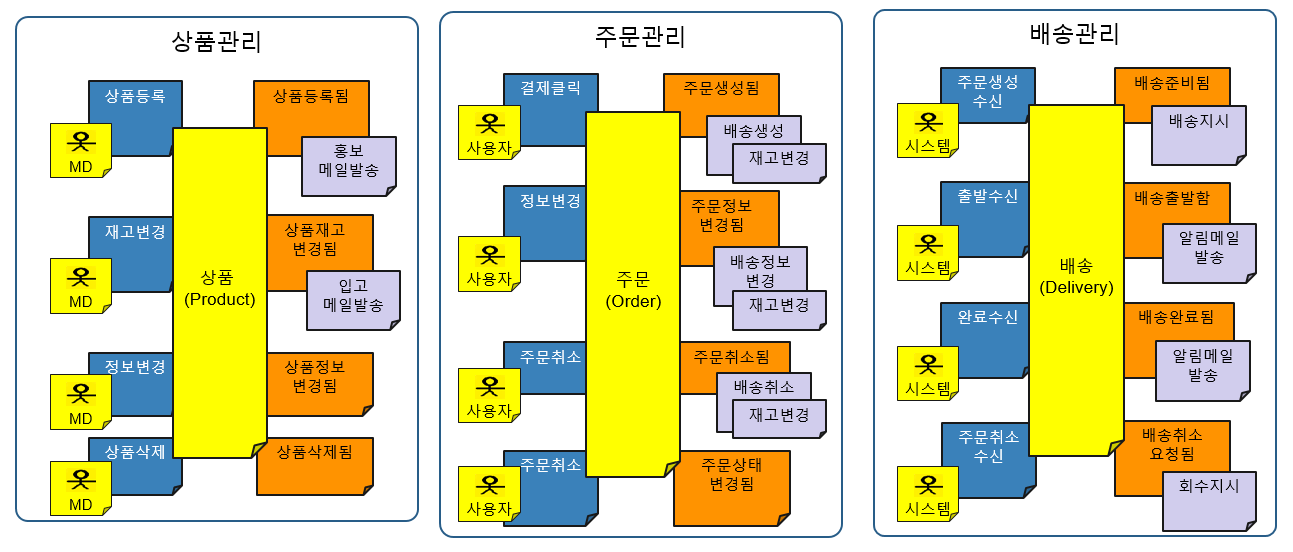 상품관리
상품등록
MD
상품등록됨
홍보
메일발송
재고변경
MD
상품재고
변경됨
입고
메일발송
상품
(Product)
정보변경
MD
상품정보
변경됨
상품삭제
MD
상품삭제됨
주문관리
결제클릭
사용자
주문생성됨
배송생성
재고변경
정보변경
사용자
주문정보
변경됨
배송정보
변경
재고변경
주문
(Order)
주문취소
사용자
주문취소됨
배송취소
재고변경
주문취소
사용자
주문상태
변경됨
배송관리
주문생성
수신
시스템
배송준비됨
배송지시
출발수신
시스템
배송출발함
알림메일
발송
배송
(Delivery)
완료수신
시스템
배송완료됨
알림메일
발송
주문취소
수신
시스템
배송취소
요청됨
회수지시